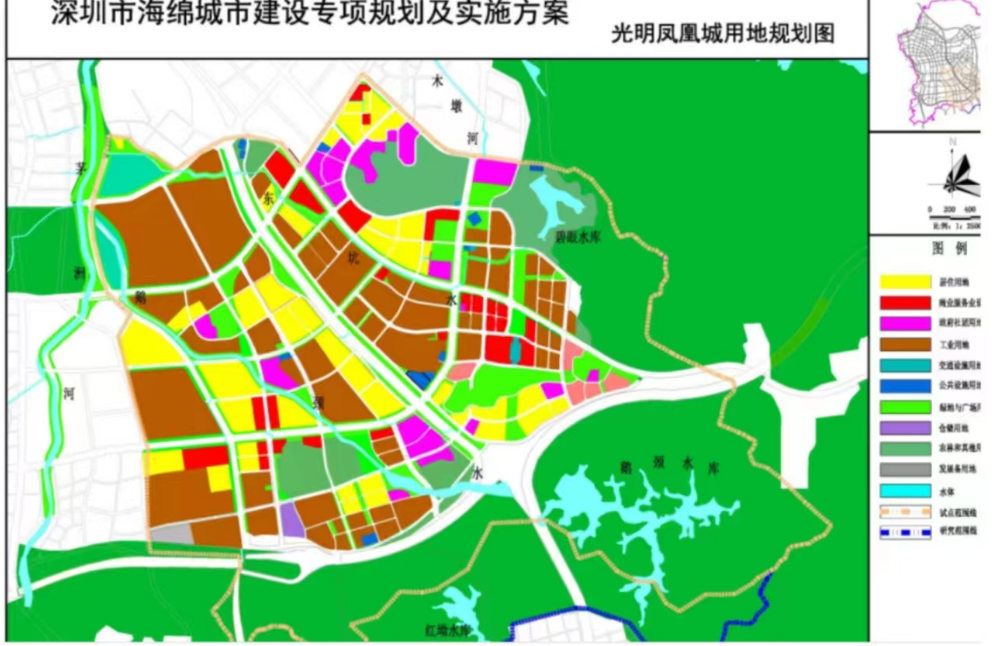 深圳市海绵城市建设专项规划及实施方案
光明凤凰城用地规划图
木
墩
河
茅
洲
河
东
坑
水
鹅
颈
水
碧眼水库
鹅颈水库
红坳水库
N
0 200 400
比例：1：
图例
居住用地
商业服务业
政府社团用地
工业用地
交通设施用地
公共设施用地
绿地与广场
仓储用地
农林和其他
发展备用地
水体
试点范围线
研究范围线